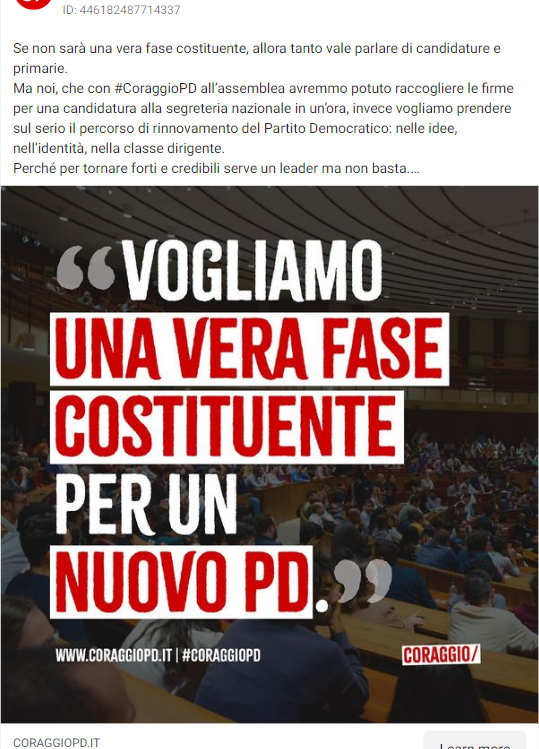 ID: 446182487714337
Se non sarà una vera fase costituente, allora tanto vale parlare di candidature e
primarie.
Ma noi, che con #CoraggioPD all'assemblea avremmo potuto raccogliere le firme
per una candidatura alla segreteria nazionale in un'ora, invece vogliamo prendere
sul serio il percorso di rinnovamento del Partito Democratico: nelle idee,
nell'identità, nella classe dirigente.
Perché per tornare forti e credibili serve un leader ma non basta....
“VOGLIAMO
UNA VERA FASE
COSTITUENTE
PER UN
NUOVO PD.”
WWW.CORAGGIOPD.IT | #CORAGGIOPD
CORAGGIO/
CORAGGIOPD.IT
Learn more